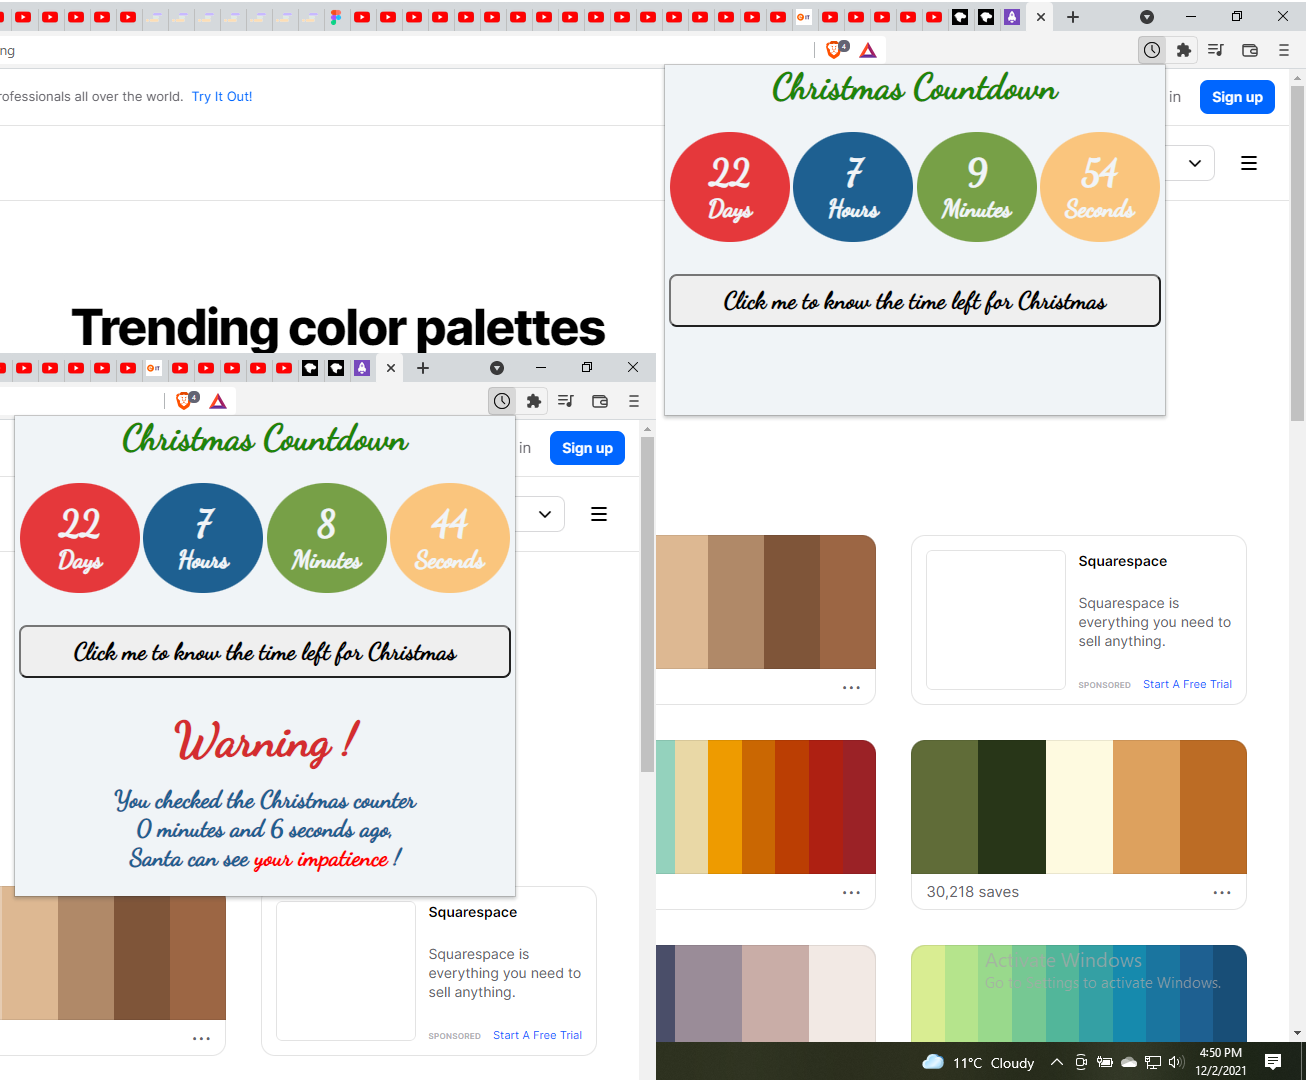 ng
rofessionals all over the world. Try It Out!
in
Sign up
Christmas Countdown
22
Days
7
Hours
9
Minutes
54
Seconds
Click me to know the time left for Christmas
Trending color palettes
4
4
in
Sign up
Christmas Countdown
22
Days
7
Hours
8
Minutes
44
Seconds
Click me to know the time left for Christmas
Warning !
You checked the Christmas counter
0 minutes and 6 seconds ago,
Santa can see your impatience !
Squarespace
Squarespace is
everything you need to
sell anything.
SPONSORED Start A Free Trial
30,218 saves
Squarespace
Squarespace is
everything you need to
sell anything.
SPONSORED Start A Free Trial
Activate Windows
Go to Settings to activate Windows.
11°C Cloudy
4:50 PM
12/2/2021